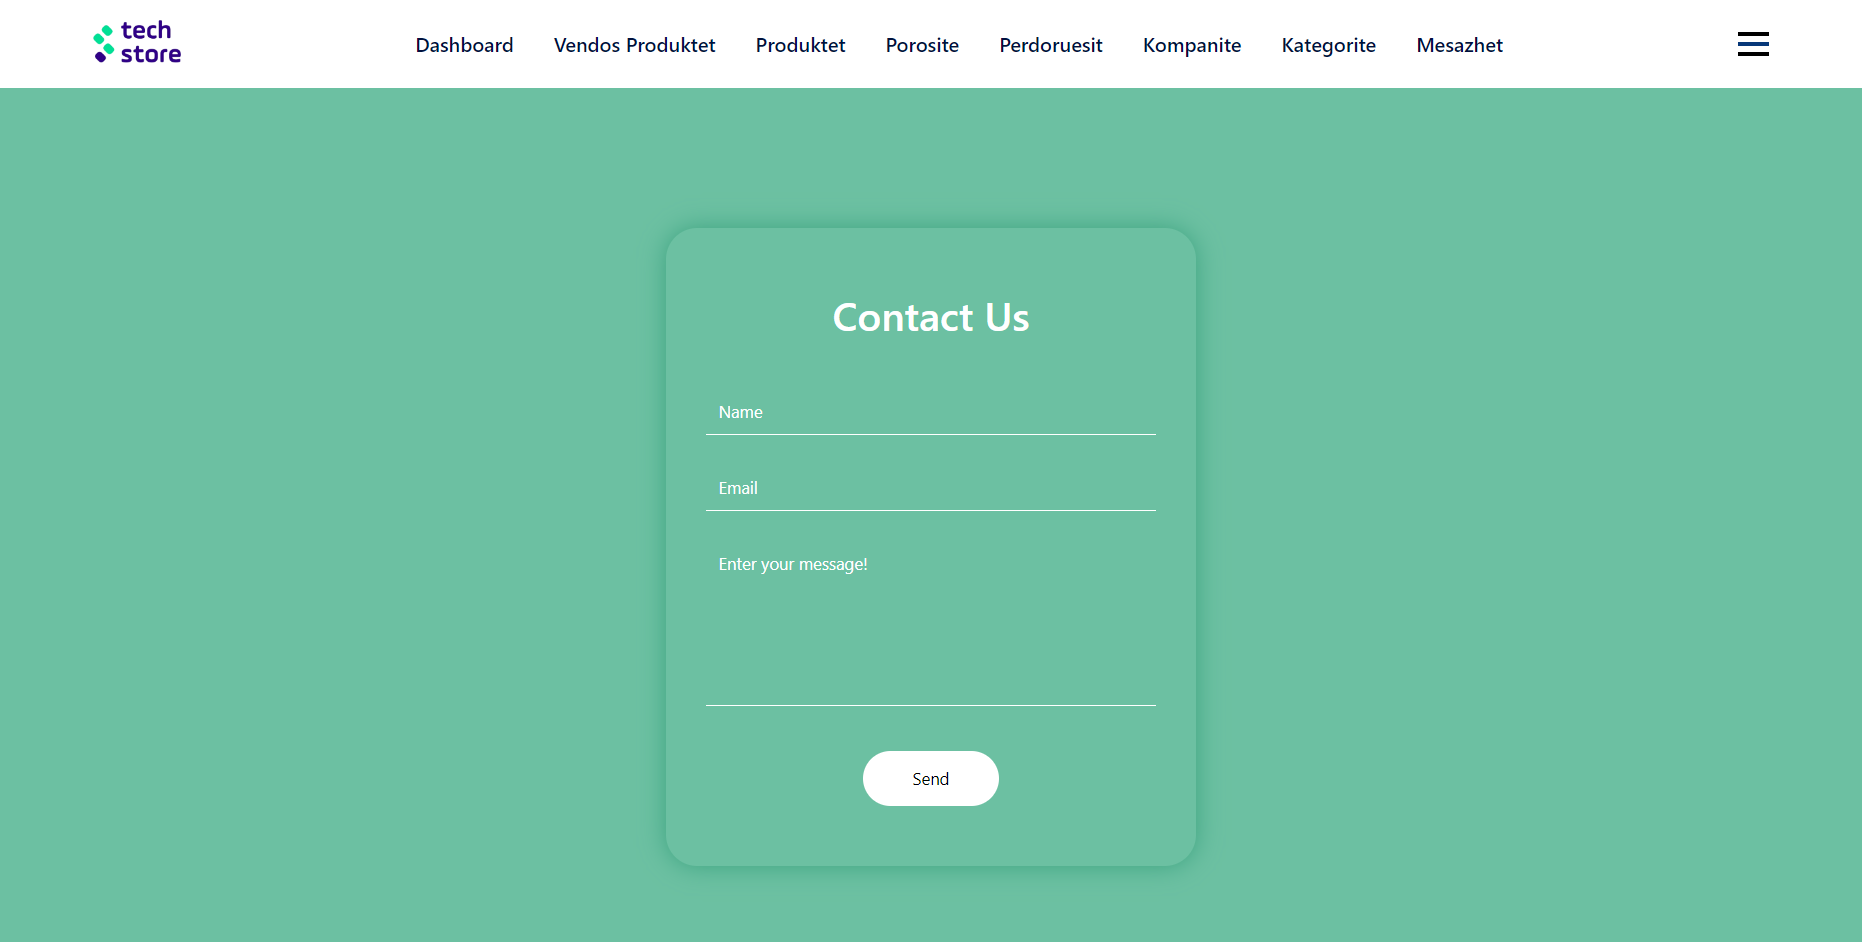 tech
store
Dashboard Vendos Produktet Produktet Porosite Perdoruesit Kompanite Kategorite Mesazhet
Contact Us
Name
Email
Enter your message!
Send